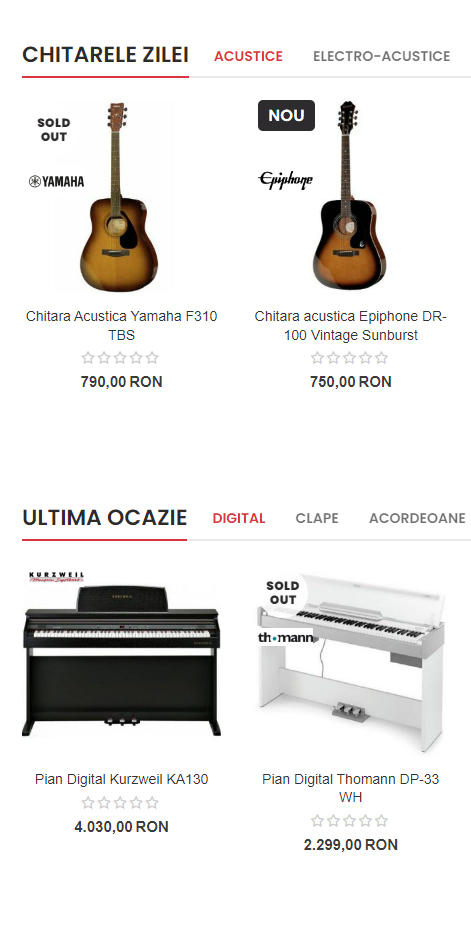 CHITARELE ZILEI
ACUSTICE
ELECTRO-ACUSTICE
SOLD
OUT
YAMAHA
NOU
Epiphone
Chitara Acustica Yamaha F310
TBS
790,00 RON
Chitara acustica Epiphone DR-
100 Vintage Sunburst
750,00 RON
ULTIMA OCAZIE
DIGITAL
CLAPE
ACORDEOANE
KURZWEIL
SOLD
OUT
thomann
Pian Digital Kurzweil KA130
4.030,00 RON
Pian Digital Thomann DP-33
WH
2.299,00 RON